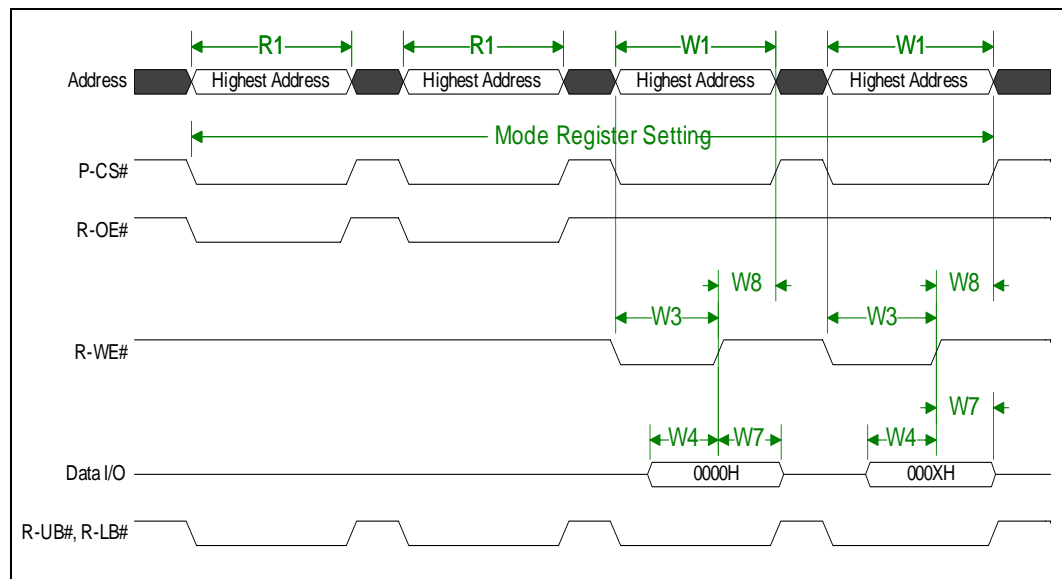 R1 R1 W1 W1
Address Highest Address Highest Address Highest Address Highest Address
Mode Register Setting
P-CS#
R-OE#
W8 W8
W3 W3
R-WE#
W7
W4 W7 W4
Data I/O 0000H 000XH
R-UB#, R-LB#